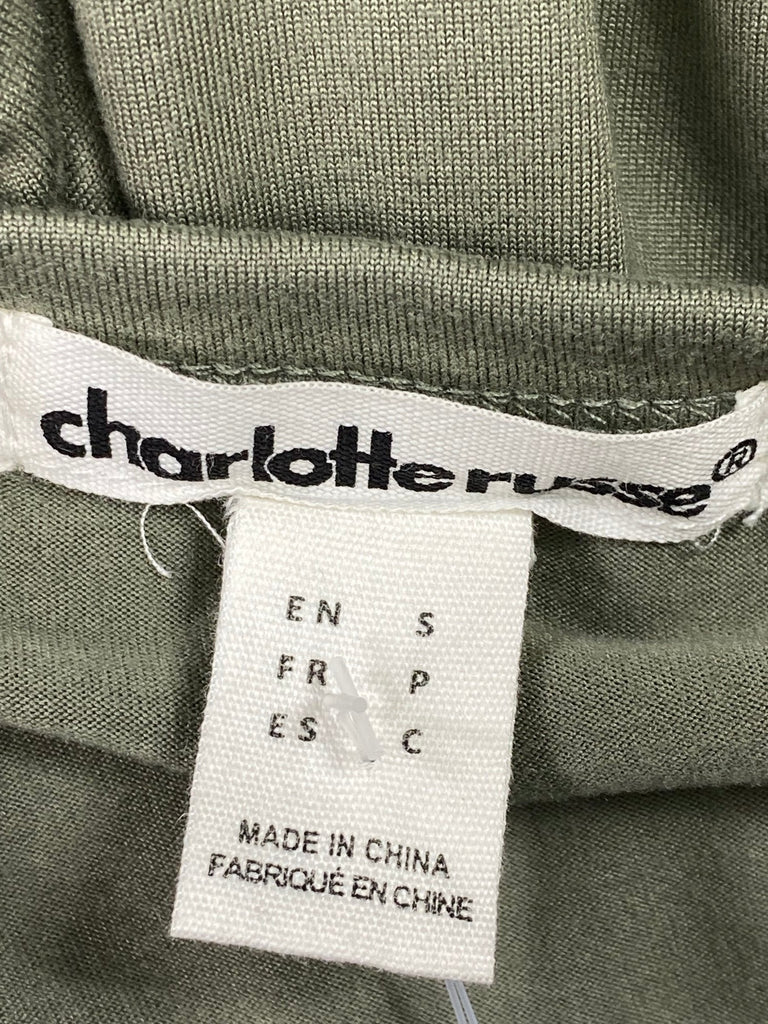 charlotte russe®
EN S
FR P
ES C
MADE IN CHINA
FABRIQUÉ EN CHINE